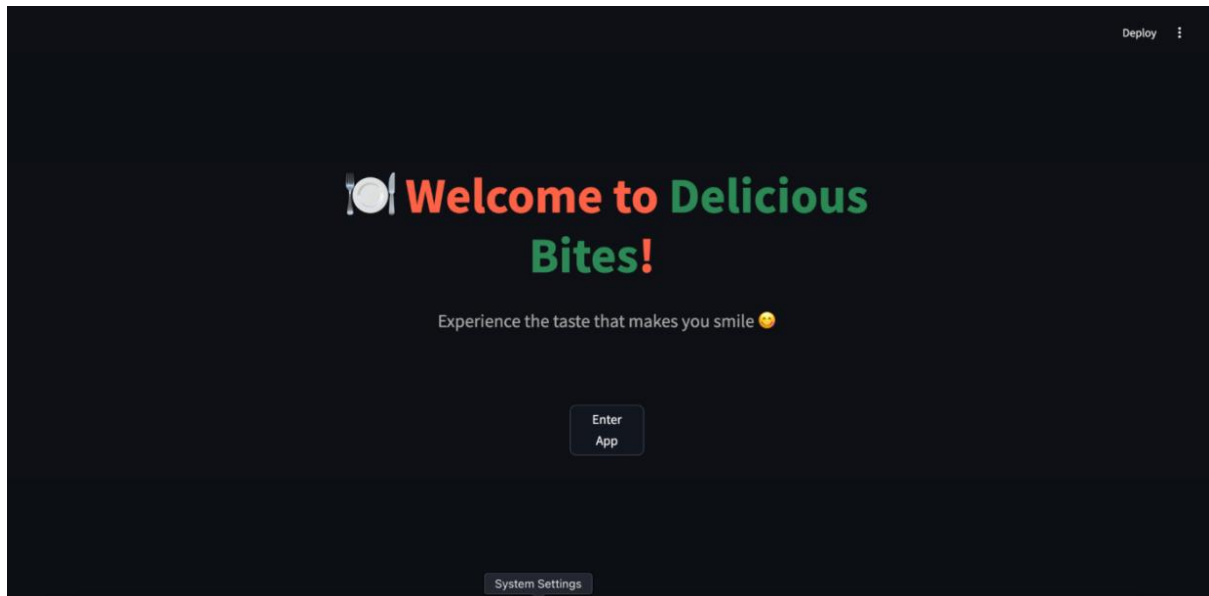 Deploy
🍽️ Welcome to Delicious
Bites!
Experience the taste that makes you smile 😋
Enter
App
System Settings